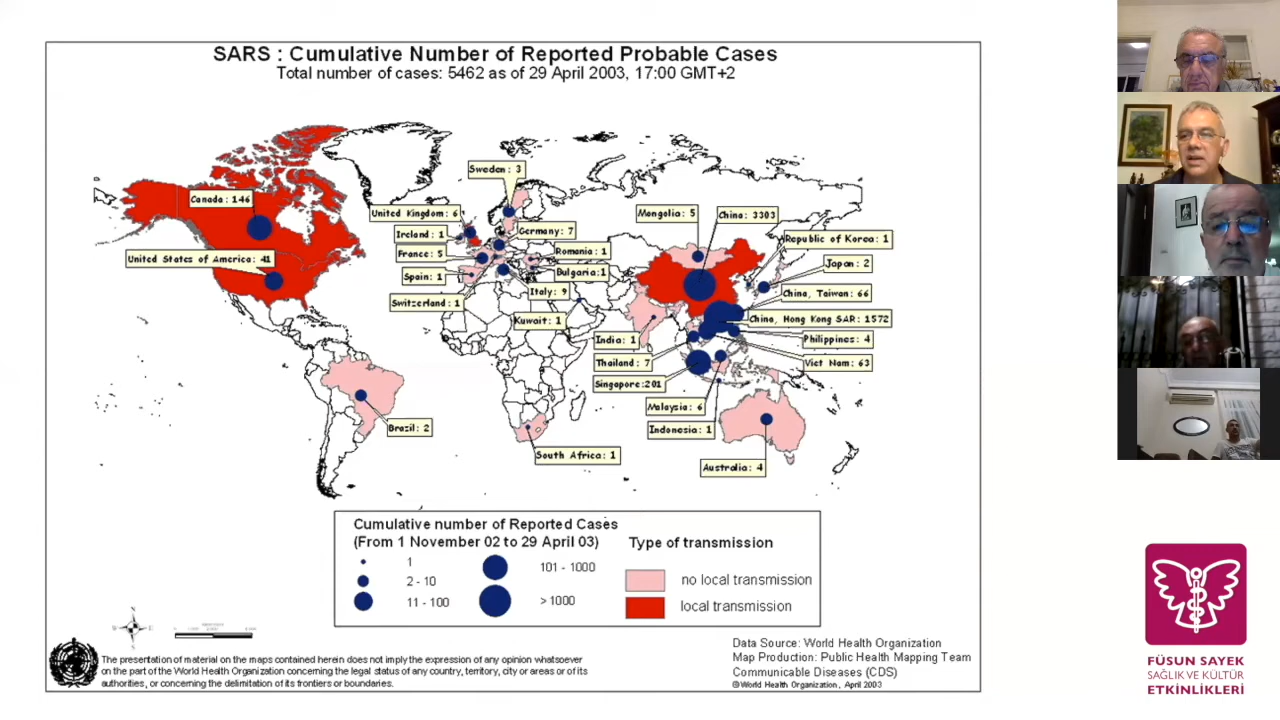 SARS : Cumulative Number of Reported Probable Cases
Total number of cases: 5462 as of 29 April 2003, 17:00 GMT+2
Sweden: 3
Canada: 146
United Kingdom: 6
Mongolia: 5
China: 3303
Ireland: 1
Germany: 7
Republic of Korea: 1
France: 5
Romania: 1
United States of America: 41
Japan: 2
Spain: 1
Bulgaria:1
Italy: 9
China, Taiwan: 66
Switzerland: 1
Kuwait: 1
China, Hong Kong SAR: 1572
India: 1
Philippines: 4
Thailand: 7
Viet Nam: 63
Singapore:201
Malaysia: 6
Brazil: 2
Indonesia: 1
South Africa: 1
Australia: 4
Cumulative number of Reported Cases
(From 1 November 02 to 29 April 03)
Type of transmission
1
101 - 1000
2 - 10
no local transmission
11 - 100
> 1000
local transmission
The presentation of material on the maps contained herein does not imply the expression of any opinion whatsoever
on the part of the World Health Organization concerning the legal status of any country, territory, city or areas or of its
authorities, or concerning the delimitation of its frontiers or boundaries.
Data Source: World Health Organization
Map Production: Public Health Mapping Team
Communicable Diseases (CDS)
©World Health Organization, April 2003
FÜSUN SAYEK
SAĞLIK VE KÜLTÜR
ETKİNLİKLERİ